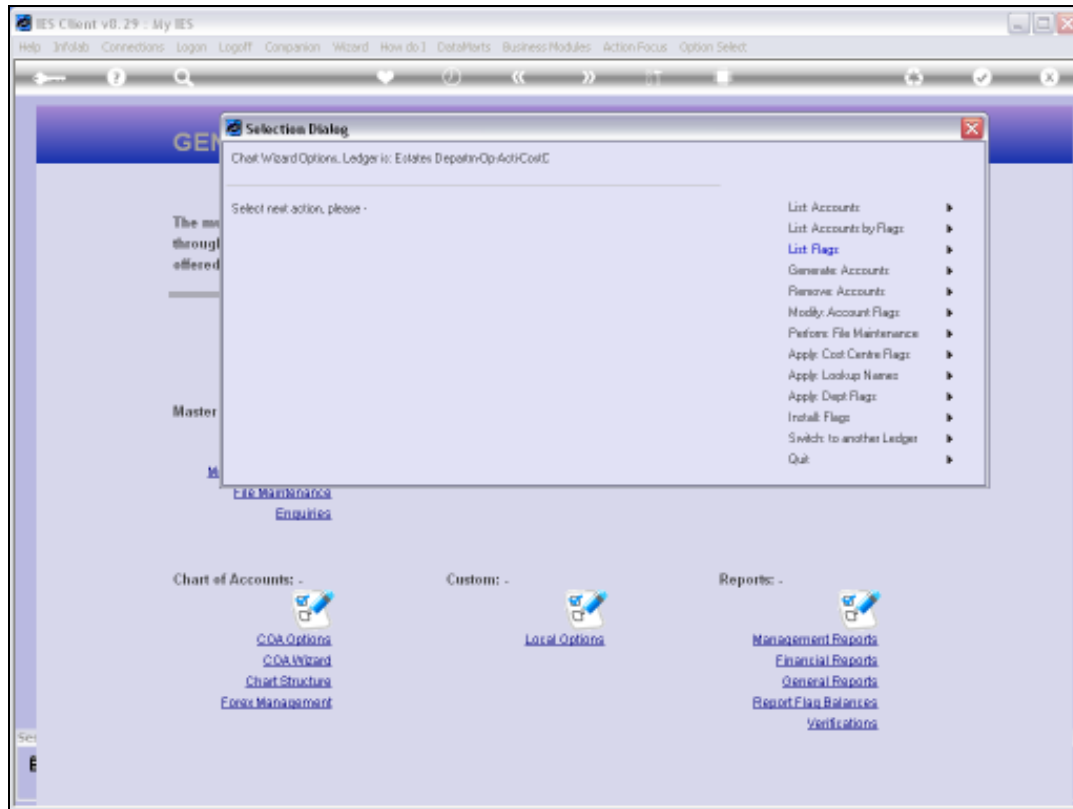 IES Client v0.29 : My IES
Help Infolab Connections Logon Logoff Companion Wizard How do I DataMarts Business Modules Action Focus Option Select
GEN
Selection Dialog
Chart Wizard Options, Ledger is: Estates Departm-Op-Acti-CostC
Select next action, please -
List Accounts
List Accounts by Flags
List Flags
Generate: Accounts
Remove: Accounts
Modify: Account Flags
Perform: File Maintenance
Apply: Cost Centre Flags
Apply: Lookup Names
Apply: Dept Flags
Install: Flags
Switch: to another Ledger
Quit
The
through
offered
Master
M
File Maintenance
Enquiries
Chart of Accounts: -
COA Options
COA Wizard
Chart Structure
Forex Management
Custom: -
Local Options
Reports: -
Management Reports
Financial Reports
General Reports
Report Flag Balances
Verifications
Ser